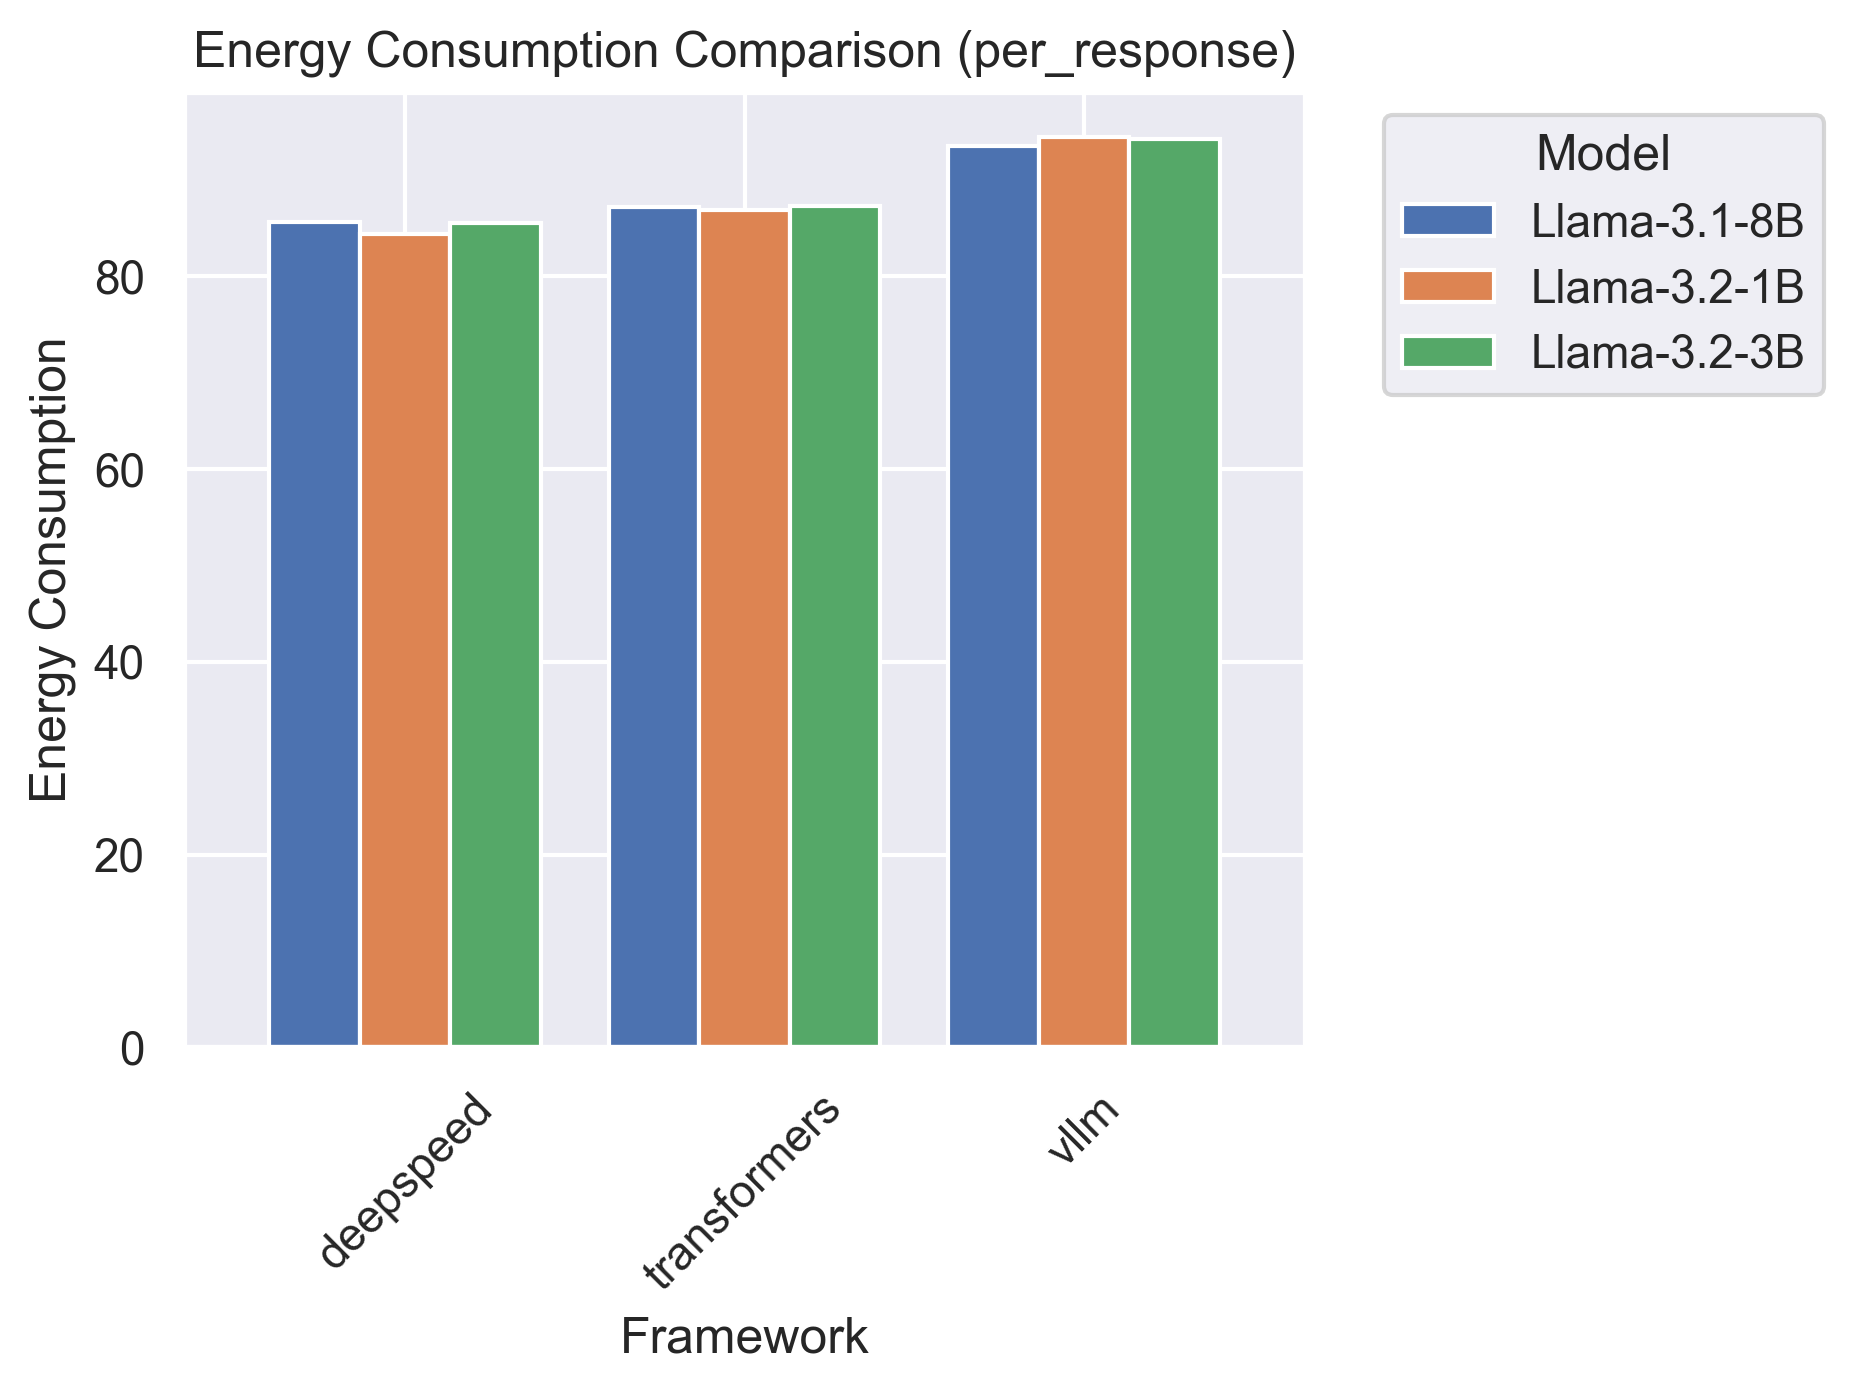 Energy Consumption Comparison (per_response)
Energy Consumption
80
60
40
20
0
deepspeed
transformers
vllm
Framework
Model
Llama-3.1-8B
Llama-3.2-1B
Llama-3.2-3B